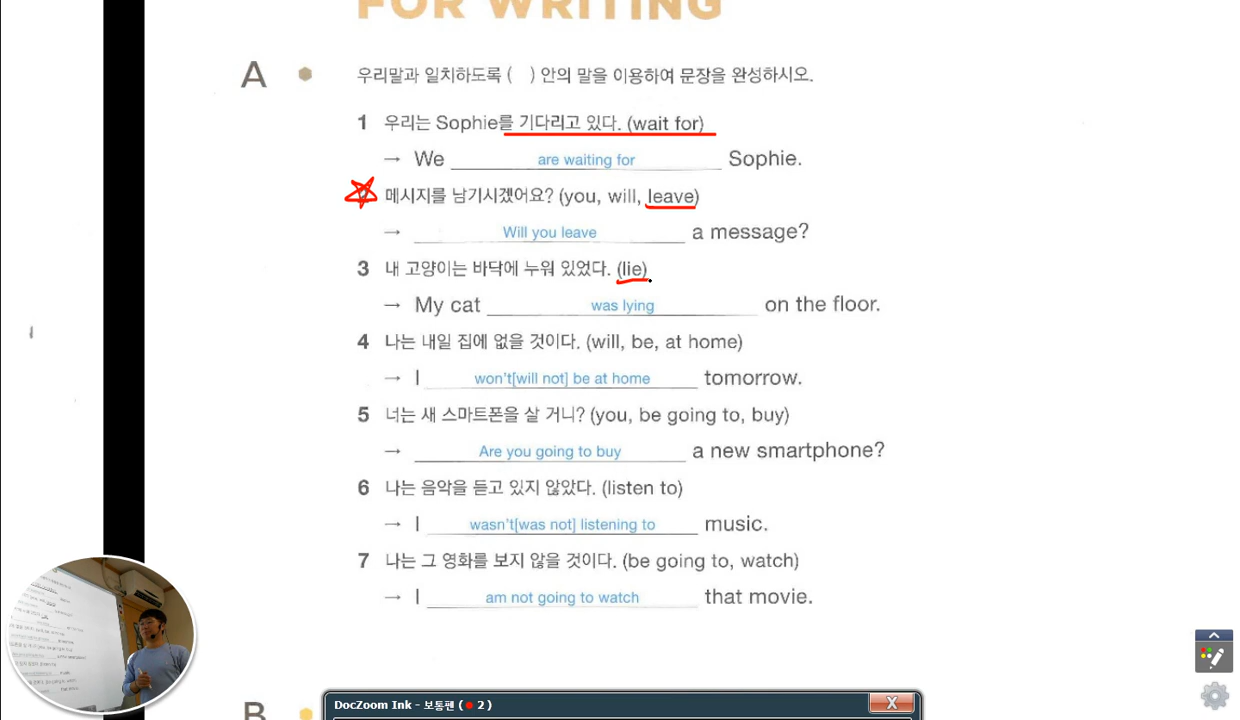 FOR WRITING
A
우리말과 일치하도록 ( ) 안의 말을 이용하여 문장을 완성하시오.
1 우리는 Sophie를 기다리고 있다. (wait for)
→ We are waiting for Sophie.
메시지를 남기시겠어요? (you, will, leave)
→ Will you leave a message?
3 내 고양이는 바닥에 누워 있었다. (lie)
→ My cat was lying on the floor.
4 나는 내일 집에 없을 것이다. (will, be, at home)
→ I won't[will not] be at home tomorrow.
5 너는 새 스마트폰을 살 거니? (you, be going to, buy)
→ Are you going to buy a new smartphone?
6 나는 음악을 듣고 있지 않았다. (listen to)
→ I wasn't[was not] listening to music.
7 나는 그 영화를 보지 않을 것이다. (be going to, watch)
→ I am not going to watch that movie.
B
DocZoom Ink - 보통펜 ( 2 )